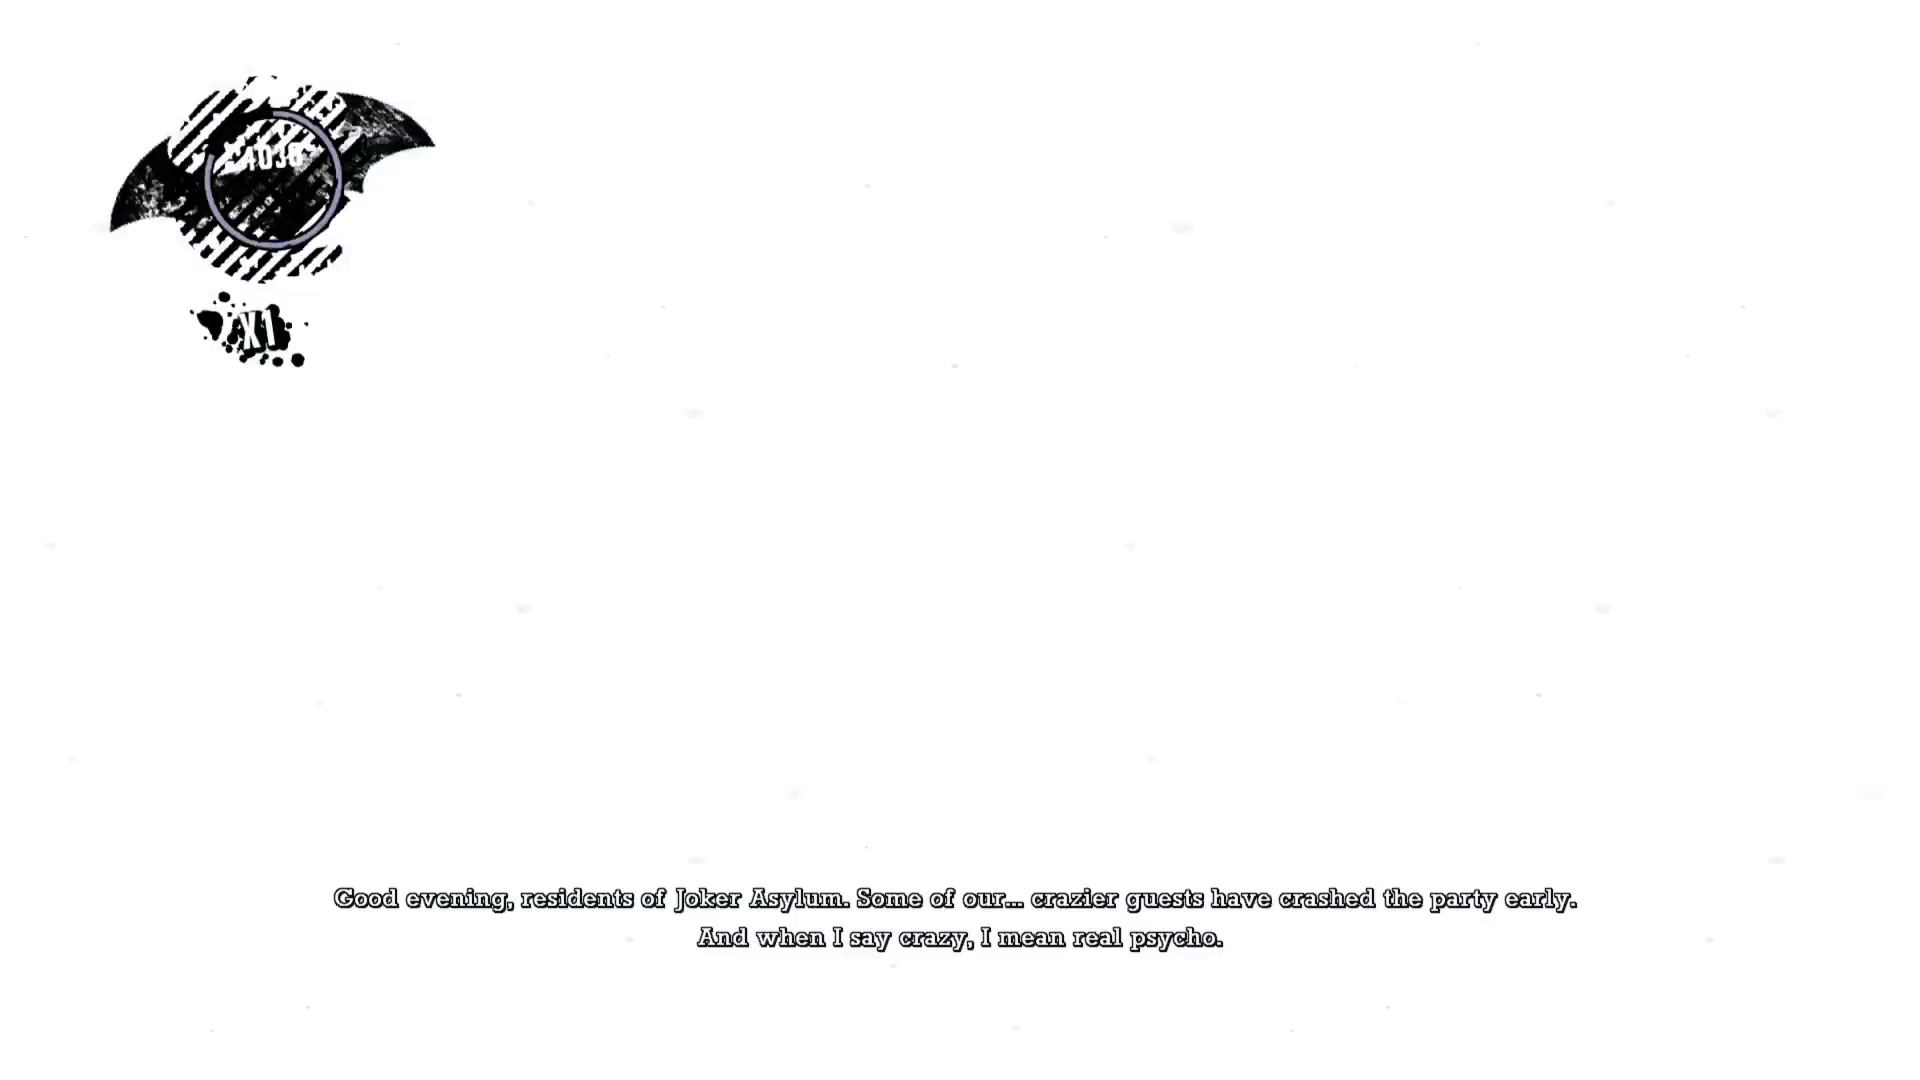 X1
Good evening, residents of Joker Asylum. Some of our... crazier guests have crashed the party early.
And when I say crazy, I mean real psycho.